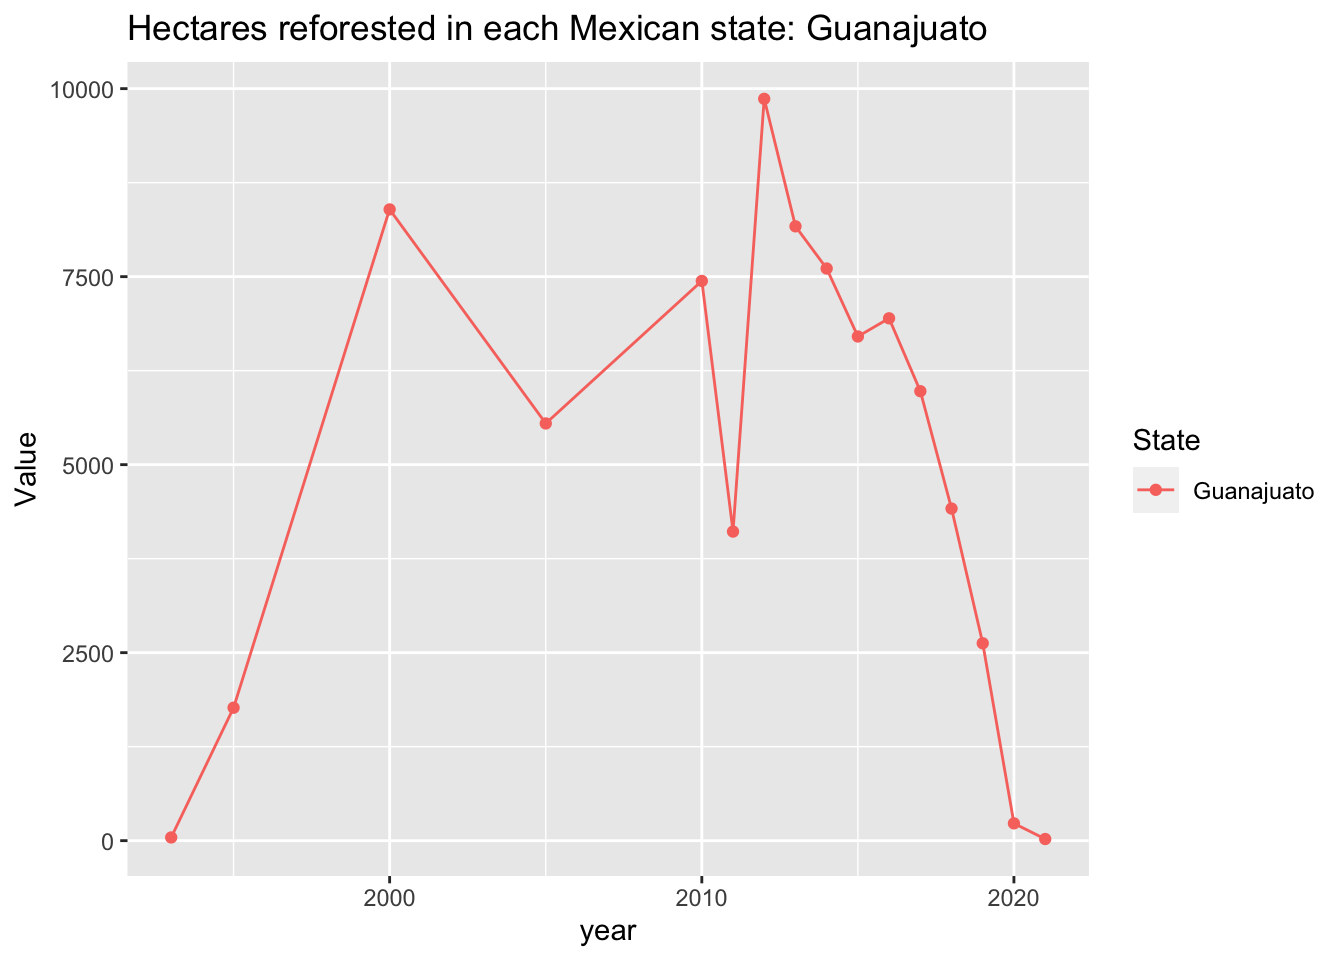 Hectares reforested in each Mexican state: Guanajuato
10000
7500
5000
2500
0
Value
2000
2010
2020
year
State
Guanajuato